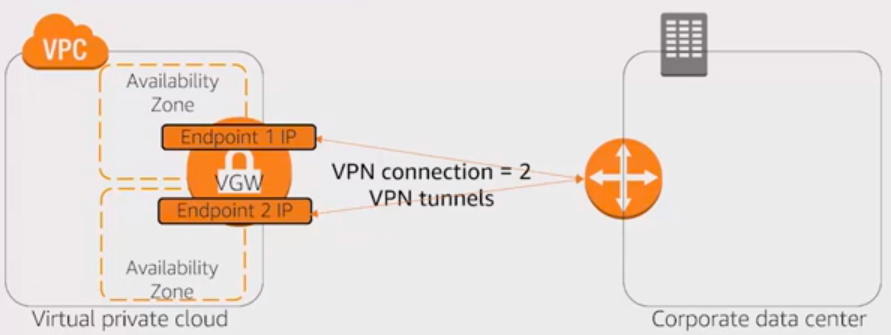 VPC
Availability
Zone
Endpoint 1 IP
VGW
Endpoint 2 IP
Availability
Zone
Virtual private cloud
VPN connection = 2
VPN tunnels
Corporate data center